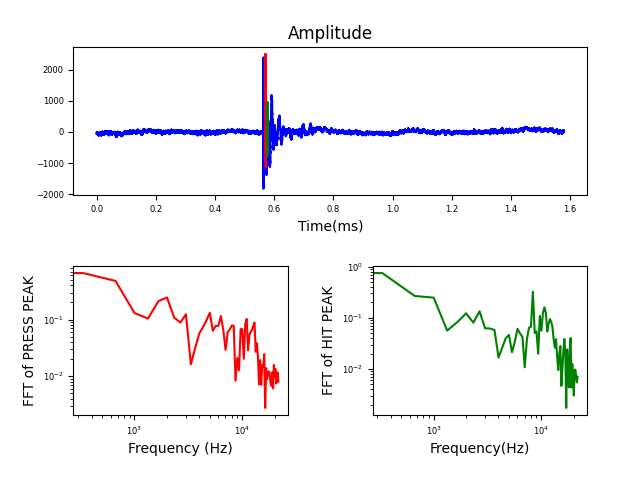 Amplitude
2000
1000
0
−1000
−2000
0.0 0.2 0.4 0.6 0.8 1.0 1.2 1.4 1.6
Time(ms)
FFT of PRESS PEAK
10⁻¹
10⁻²
10³ 10⁴
Frequency (Hz)
FFT of HIT PEAK
10⁰
10⁻¹
10⁻²
10³ 10⁴
Frequency(Hz)